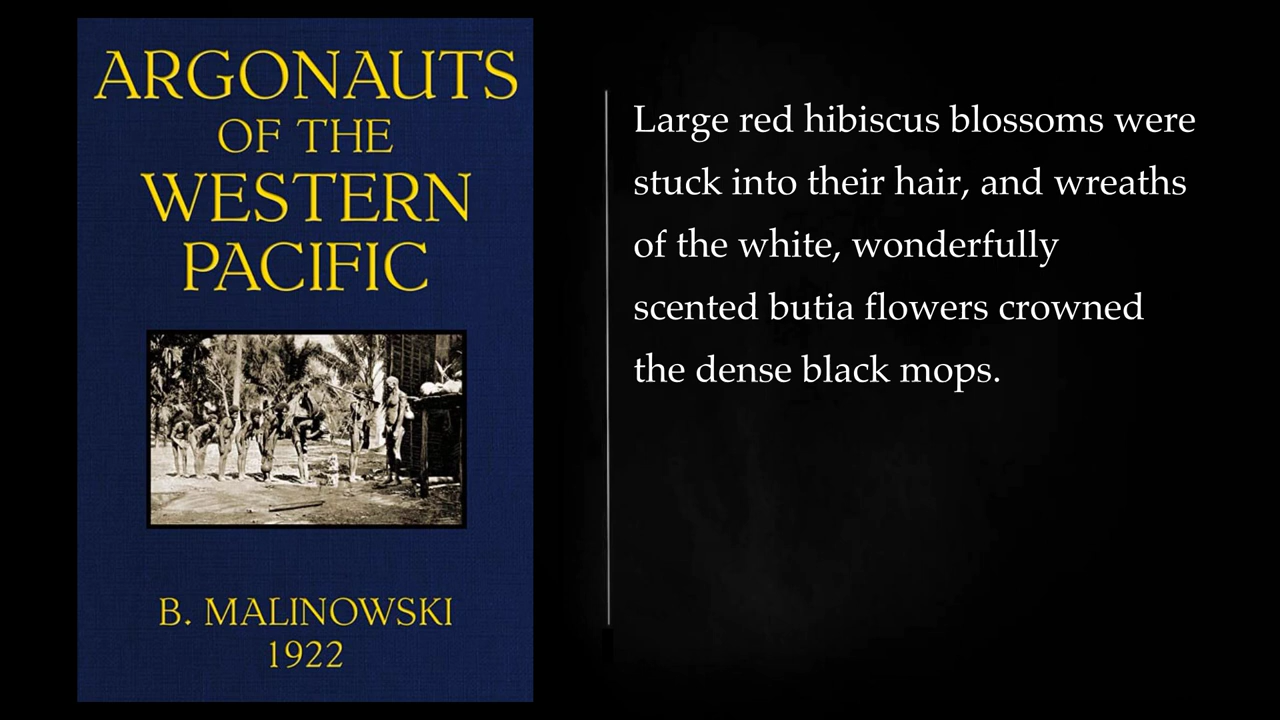 ARGONAUTS
OF THE
WESTERN
PACIFIC
B. MALINOWSKI
1922
Large red hibiscus blossoms were
stuck into their hair, and wreaths
of the white, wonderfully
scented butia flowers crowned
the dense black mops.